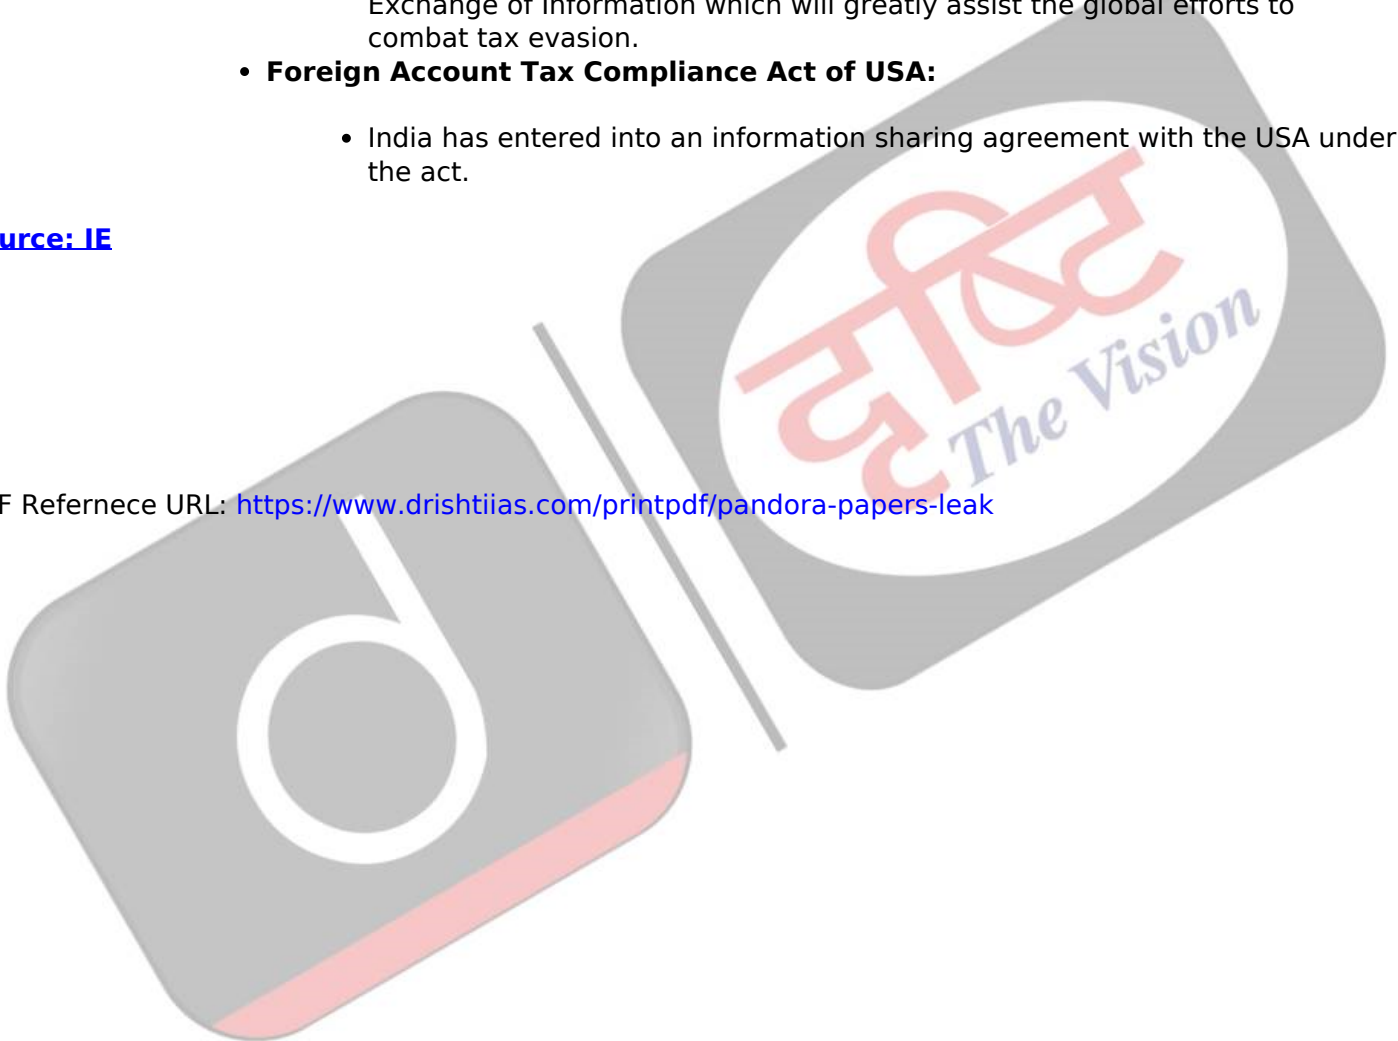 Exchange of Information which will greatly assist the global efforts to
combat tax evasion.
• Foreign Account Tax Compliance Act of USA:
• India has entered into an information sharing agreement with the USA under
the act.
urce: IE
F Refernece URL: https://www.drishtiias.com/printpdf/pandora-papers-leak
दृष्टि
The Vision
d